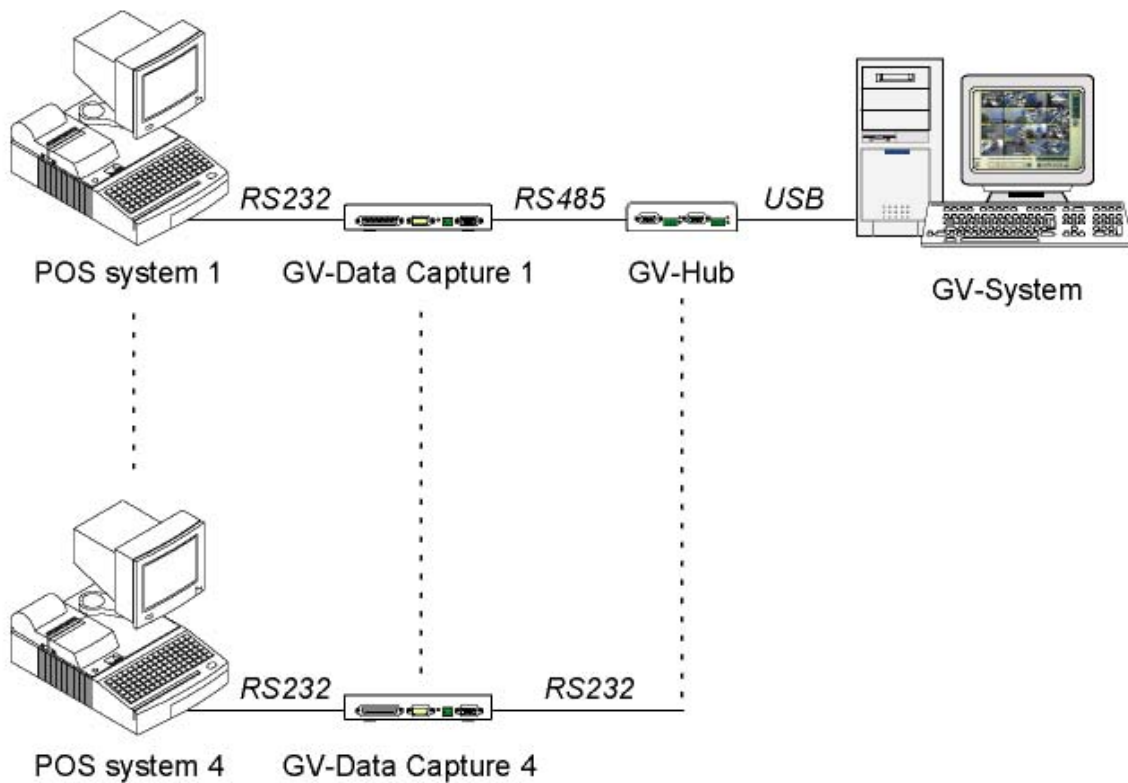 RS232
RS485
USB
POS system 1
GV-Data Capture 1
GV-Hub
GV-System
RS232
RS232
POS system 4
GV-Data Capture 4